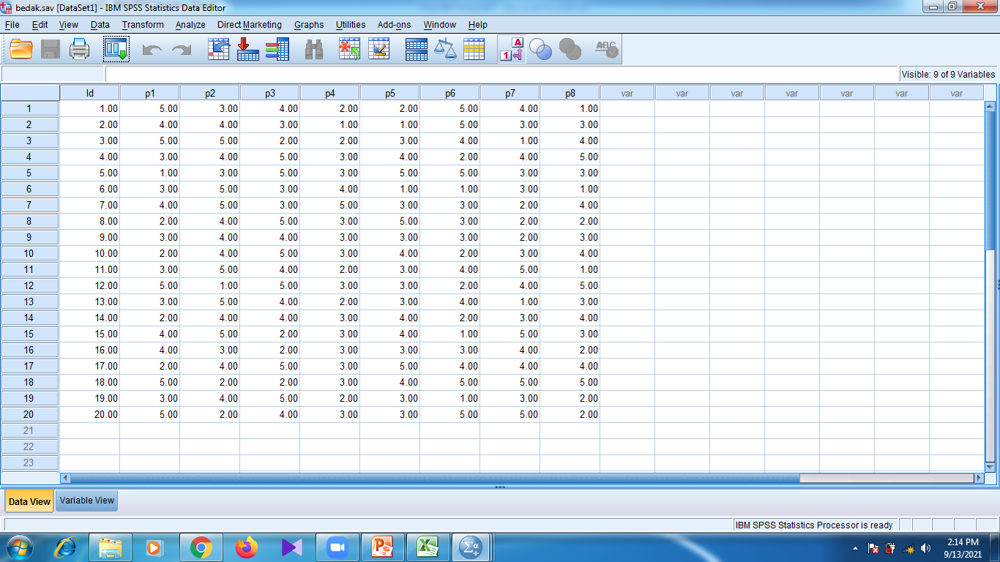 bedak.sav [DataSet1] - IBM SPSS Statistics Data Editor
File Edit View Data Transform Analyze Direct Marketing Graphs Utilities Add-ons Window Help
1 A ABC
Visible: 9 of 9 Variables
Id p1 p2 p3 p4 p5 p6 p7 p8 var var var var var var var
1 1.00 5.00 3.00 4.00 2.00 2.00 5.00 4.00 1.00
2 2.00 4.00 4.00 3.00 1.00 1.00 5.00 3.00 3.00
3 3.00 5.00 5.00 2.00 2.00 3.00 4.00 1.00 4.00
4 4.00 3.00 4.00 5.00 3.00 4.00 2.00 4.00 5.00
5 5.00 1.00 3.00 5.00 3.00 5.00 5.00 3.00 3.00
6 6.00 3.00 5.00 3.00 4.00 1.00 1.00 3.00 1.00
7 7.00 4.00 5.00 3.00 5.00 3.00 3.00 2.00 4.00
8 8.00 2.00 4.00 5.00 3.00 5.00 3.00 2.00 2.00
9 9.00 3.00 4.00 4.00 3.00 3.00 3.00 2.00 3.00
10 10.00 2.00 4.00 5.00 3.00 4.00 2.00 3.00 4.00
11 11.00 3.00 5.00 4.00 2.00 3.00 4.00 5.00 1.00
12 12.00 5.00 1.00 5.00 3.00 3.00 2.00 4.00 5.00
13 13.00 3.00 5.00 4.00 2.00 3.00 4.00 1.00 3.00
14 14.00 2.00 4.00 4.00 3.00 4.00 2.00 3.00 4.00
15 15.00 4.00 5.00 2.00 3.00 4.00 1.00 5.00 3.00
16 16.00 4.00 3.00 2.00 3.00 3.00 3.00 4.00 2.00
17 17.00 2.00 4.00 5.00 3.00 5.00 4.00 4.00 4.00
18 18.00 5.00 2.00 2.00 3.00 4.00 5.00 5.00 5.00
19 19.00 3.00 4.00 5.00 2.00 3.00 1.00 3.00 2.00
20 20.00 5.00 2.00 4.00 3.00 3.00 5.00 5.00 2.00
21
22
23
Data View Variable View
IBM SPSS Statistics Processor is ready
2:14 PM
9/13/2021